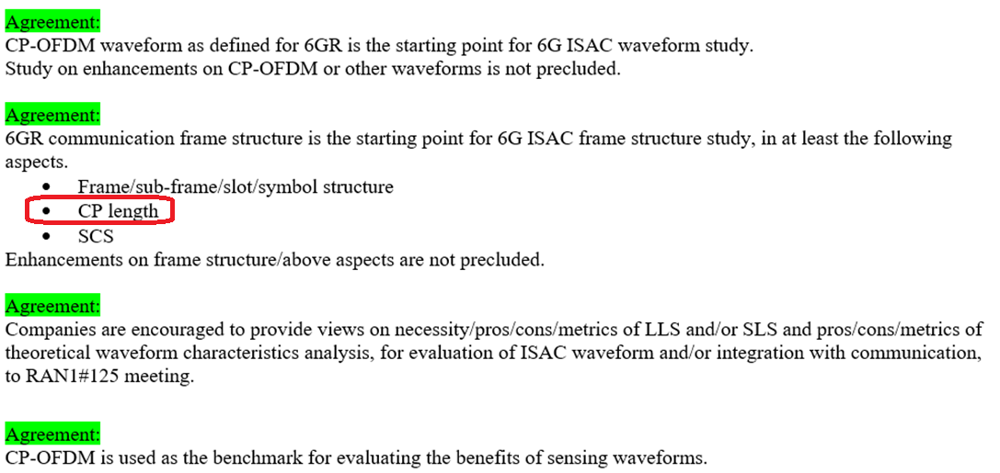 Agreement:
CP-OFDM waveform as defined for 6GR is the starting point for 6G ISAC waveform study.
Study on enhancements on CP-OFDM or other waveforms is not precluded.
Agreement:
6GR communication frame structure is the starting point for 6G ISAC frame structure study, in at least the following
aspects.
• Frame/sub-frame/slot/symbol structure
• CP length
• SCS
Enhancements on frame structure/above aspects are not precluded.
Agreement:
Companies are encouraged to provide views on necessity/pros/cons/metrics of LLS and/or SLS and pros/cons/metrics of
theoretical waveform characteristics analysis, for evaluation of ISAC waveform and/or integration with communication,
to RAN1#125 meeting.
Agreement:
CP-OFDM is used as the benchmark for evaluating the benefits of sensing waveforms.